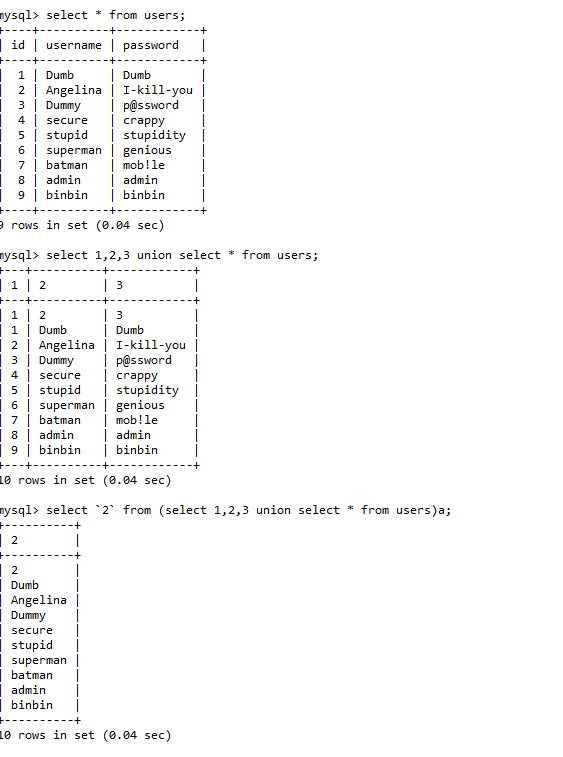 mysql> select * from users;
+----+----------+------------+
| id | username | password   |
+----+----------+------------+
|  1 | Dumb     | Dumb       |
|  2 | Angelina | I-kill-you |
|  3 | Dummy    | p@ssword   |
|  4 | secure   | crappy     |
|  5 | stupid   | stupidity  |
|  6 | superman | genious    |
|  7 | batman   | mob!le     |
|  8 | admin    | admin      |
|  9 | binbin   | binbin     |
+----+----------+------------+
9 rows in set (0.04 sec)
mysql> select 1,2,3 union select * from users;
+---+----------+------------+
| 1 | 2        | 3          |
+---+----------+------------+
| 1 | 2        | 3          |
| 1 | Dumb     | Dumb       |
| 2 | Angelina | I-kill-you |
| 3 | Dummy    | p@ssword   |
| 4 | secure   | crappy     |
| 5 | stupid   | stupidity  |
| 6 | superman | genious    |
| 7 | batman   | mob!le     |
| 8 | admin    | admin      |
| 9 | binbin   | binbin     |
+---+----------+------------+
10 rows in set (0.04 sec)
mysql> select `2` from (select 1,2,3 union select * from users)a;
+----------+
| 2        |
+----------+
| 2        |
| Dumb     |
| Angelina |
| Dummy    |
| secure   |
| stupid   |
| superman |
| batman   |
| admin    |
| binbin   |
+----------+
10 rows in set (0.04 sec)